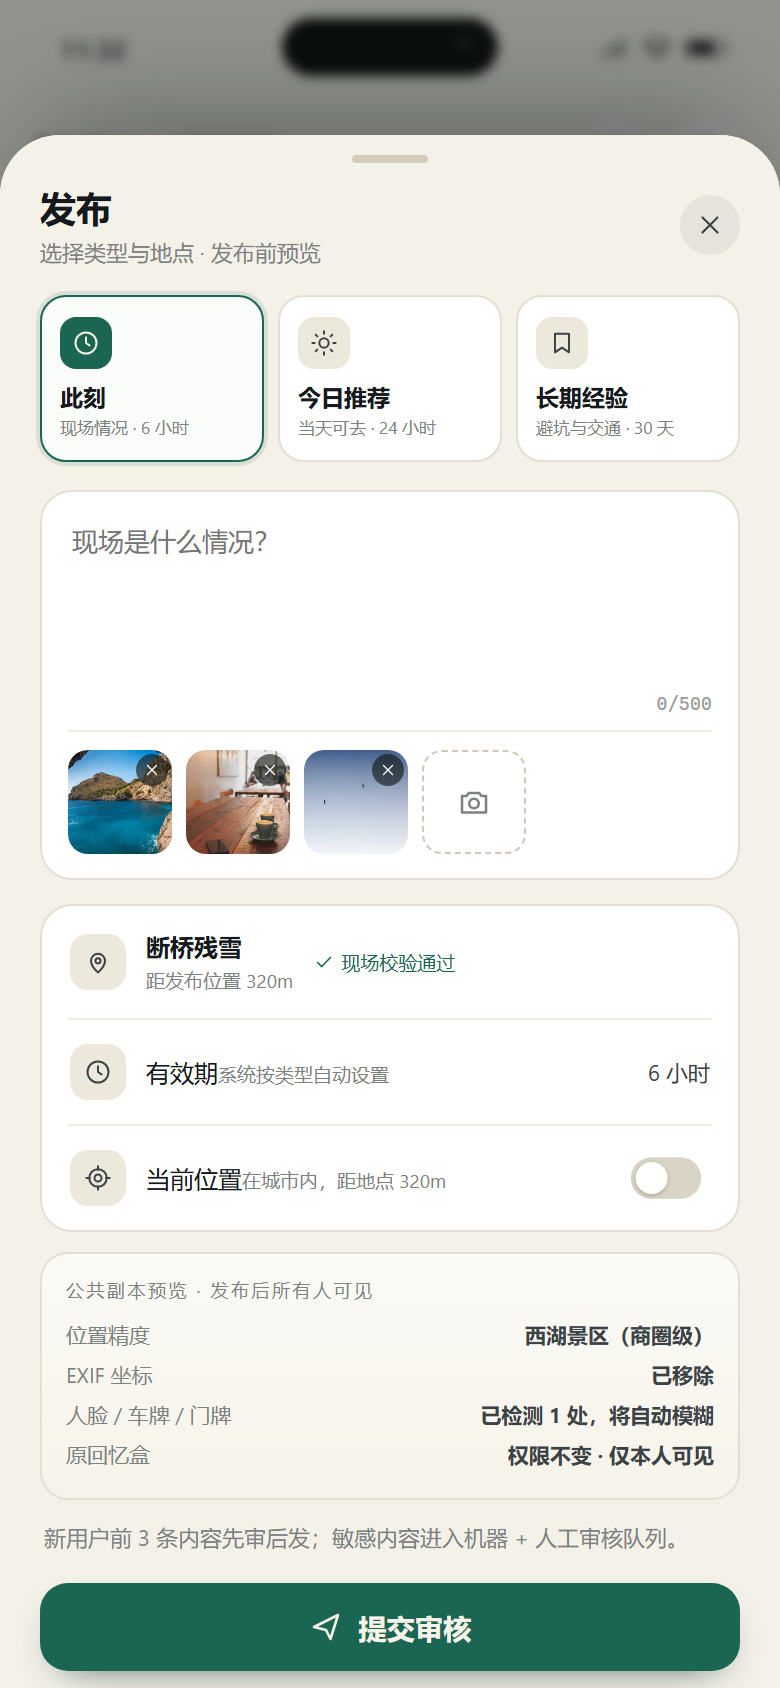 11:32
发布
选择类型与地点 · 发布前预览
此刻
现场情况 · 6 小时
今日推荐
当天可去 · 24 小时
长期经验
避坑与交通 · 30 天
现场是什么情况？
0/500
断桥残雪
距发布位置 320m
现场校验通过
有效期系统按类型自动设置
6 小时
当前位置在城市内，距地点 320m
公共副本预览 · 发布后所有人可见
位置精度 西湖景区（商圈级）
EXIF 坐标 已移除
人脸 / 车牌 / 门牌 已检测 1 处，将自动模糊
原回忆盒 权限不变 · 仅本人可见
新用户前 3 条内容先审后发；敏感内容进入机器 + 人工审核队列。
提交审核